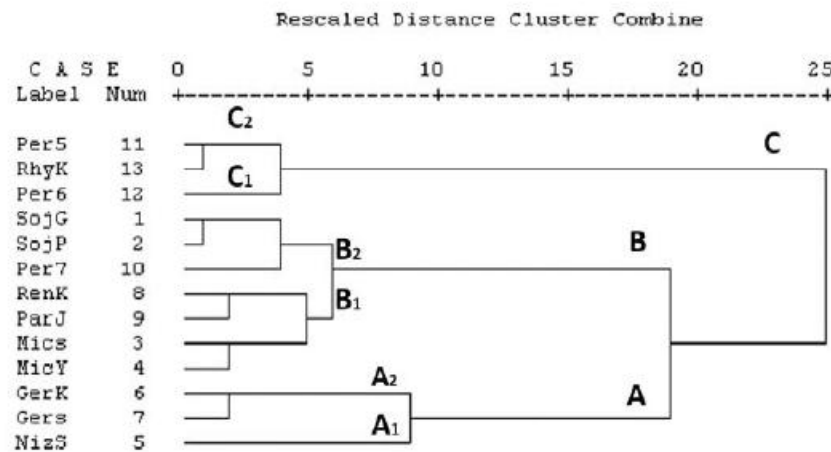 Rescaled Distance Cluster Combine
C A S E 0 5 10 15 20 25
Label Num
C2
C
Per5 11
RhyK 13
C1
Per6 12
SojG 1
SojP 2
B2
B
Per7 10
RenK 8
B1
ParJ 9
Mics 3
MicY 4
A2
GerK 6
A
Gers 7
A1
NizS 5